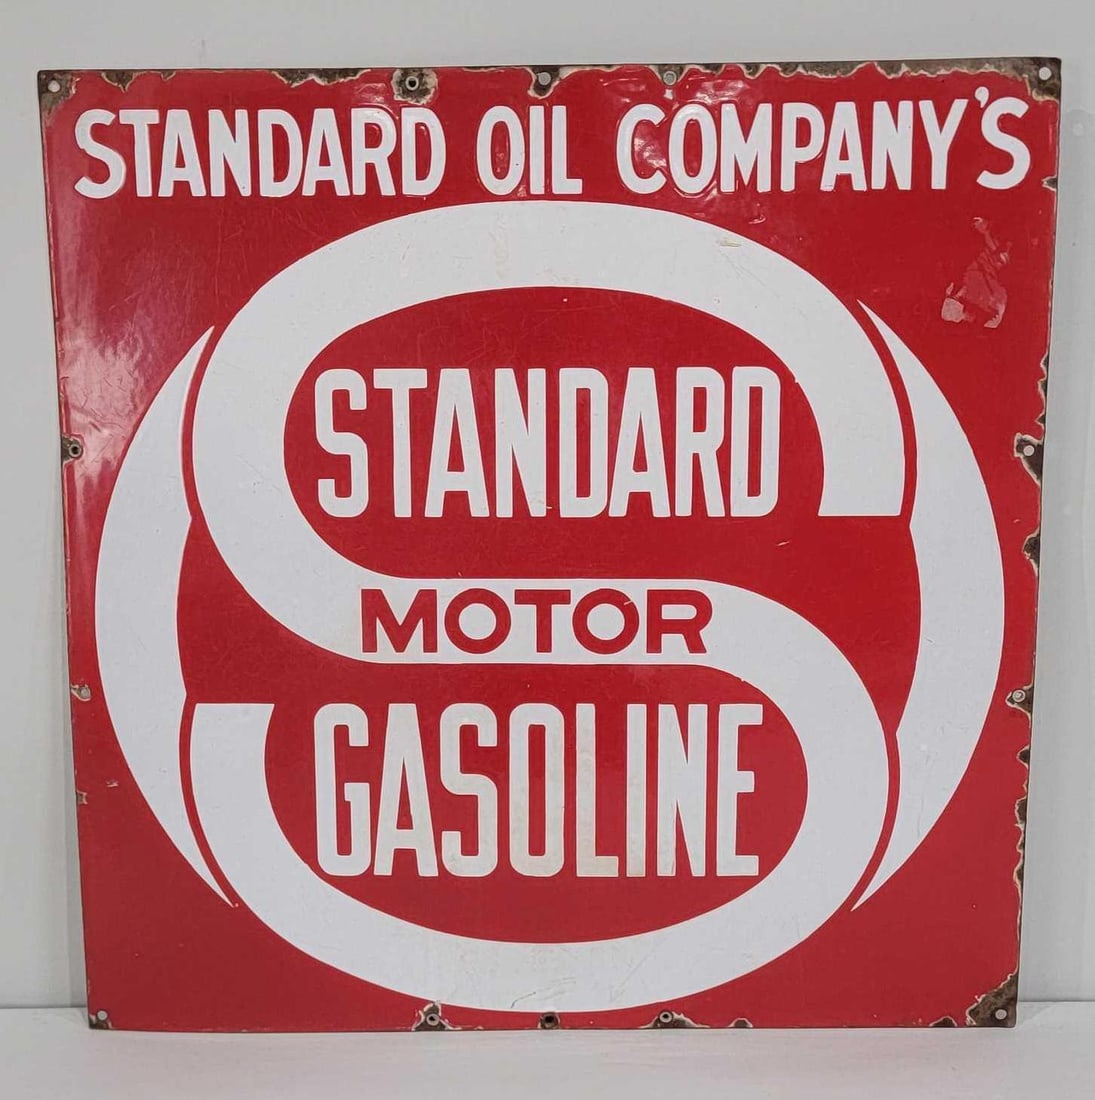 STANDARD OIL COMPANY'S
STANDARD
MOTOR
GASOLINE